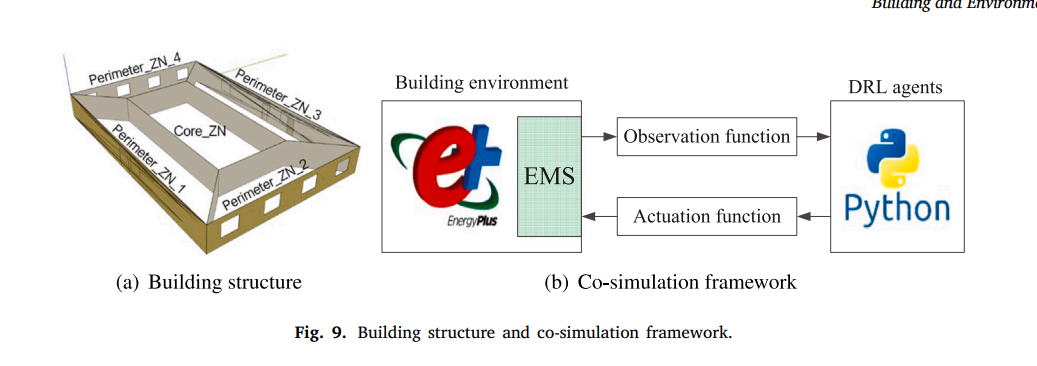 Building and Environme
Perimeter_ZN_4
Perimeter_ZN_3
Core_ZN
Perimeter_ZN_1
Perimeter_ZN_2
(a) Building structure
Building environment
DRL agents
e+
EnergyPlus
EMS
Observation function
Actuation function
Python
(b) Co-simulation framework
Fig. 9. Building structure and co-simulation framework.